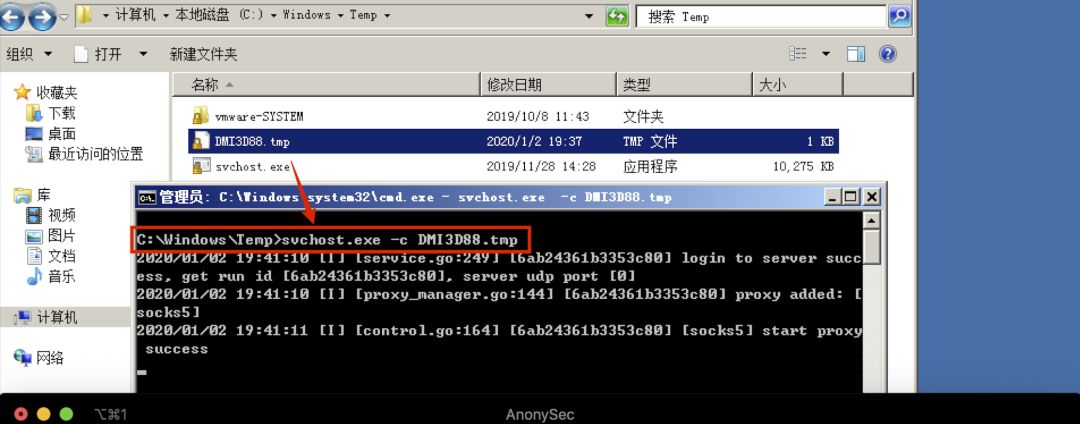 计算机 本地磁盘 (C:) Windows Temp 搜索 Temp
组织 打开 新建文件夹
名称 修改日期 类型 大小
收藏夹
下载
桌面
最近访问的位置
库
视频
图片
文档
音乐
计算机
网络
vmware-SYSTEM 2019/10/8 11:43 文件夹
DMI3D88.tmp 2020/1/2 19:37 TMP 文件 1 KB
svchost.exe 2019/11/28 14:28 应用程序 10,275 KB
管理员: C:\Windows\system32\cmd.exe - svchost.exe -c DMI3D88.tmp
C:\Windows\Temp>svchost.exe -c DMI3D88.tmp
2020/01/02 19:41:10 [I] [service.go:249] [6ab24361b3353c80] login to server succ
ess, get run id [6ab24361b3353c80], server udp port [0]
2020/01/02 19:41:10 [I] [proxy_manager.go:144] [6ab24361b3353c80] proxy added: [
socks5]
2020/01/02 19:41:11 [I] [control.go:164] [6ab24361b3353c80] [socks5] start proxy
success
⌥⌘1 AnonySec